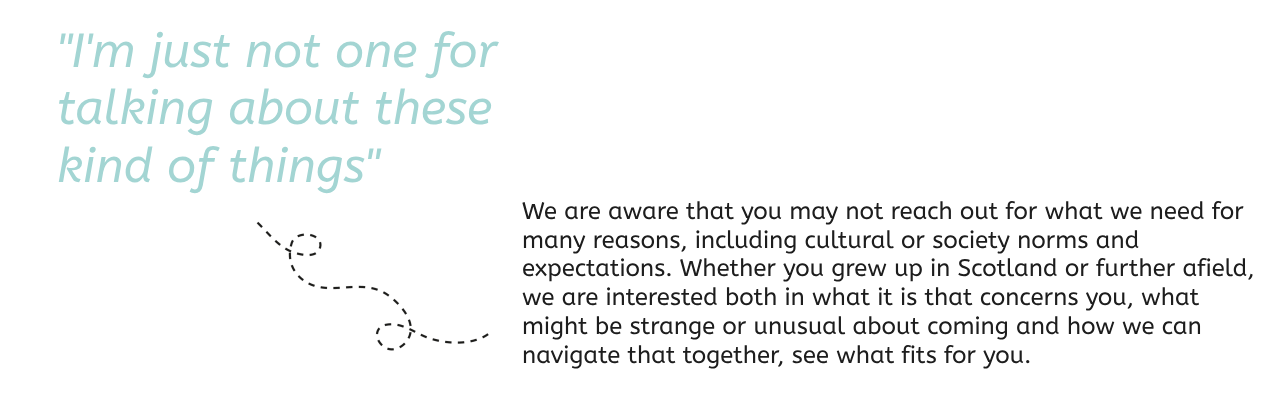 "I'm just not one for
talking about these
kind of things"
We are aware that you may not reach out for what we need for
many reasons, including cultural or society norms and
expectations. Whether you grew up in Scotland or further afield,
we are interested both in what it is that concerns you, what
might be strange or unusual about coming and how we can
navigate that together, see what fits for you.